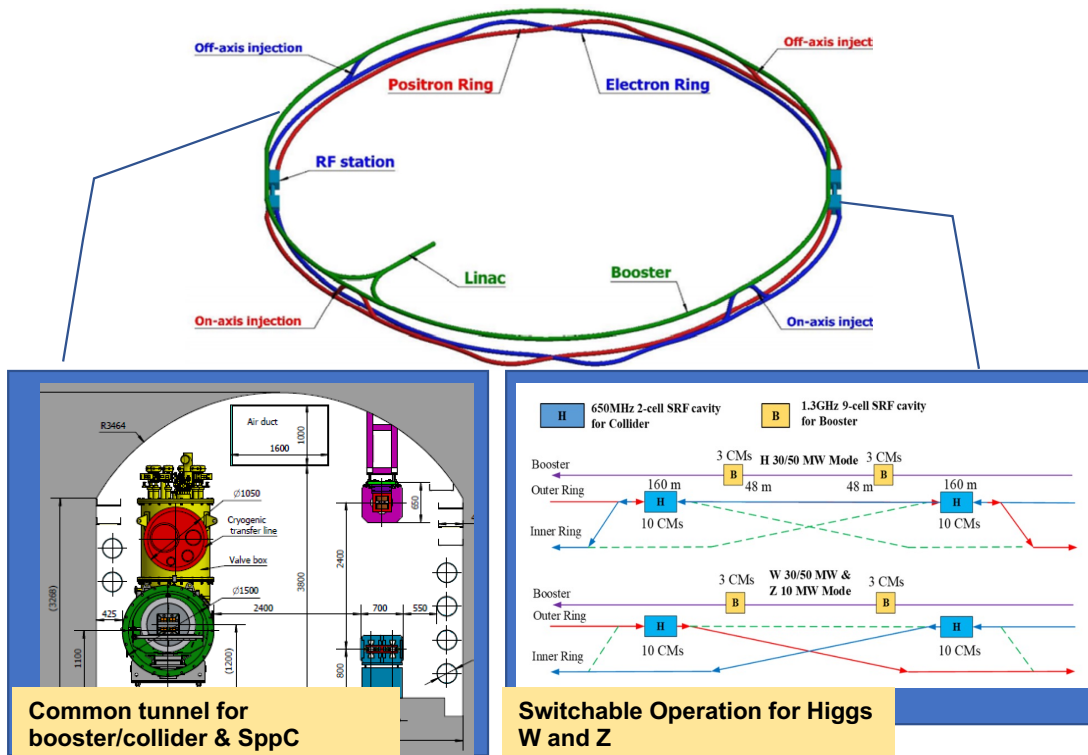 Off-axis injection
Off-axis inject
Positron Ring
Electron Ring
RF station
Linac
Booster
On-axis injection
On-axis inject
R3464
Air duct
1600
1000
Ø1050
Cryogenic
transfer line
Valve box
Ø1500
650
2400
3800
(3268)
425
2400
700
550
1100
(1200)
800
Common tunnel for
booster/collider & SppC
H
650MHz 2-cell SRF cavity
for Collider
B
1.3GHz 9-cell SRF cavity
for Booster
3 CMs
H 30/50 MW Mode
3 CMs
Booster
B
B
48 m
48 m
Outer Ring
160 m
160 m
H
H
10 CMs
10 CMs
Inner Ring
3 CMs
W 30/50 MW &
Z 10 MW Mode
3 CMs
Booster
B
B
Outer Ring
H
H
10 CMs
10 CMs
Inner Ring
Switchable Operation for Higgs
W and Z